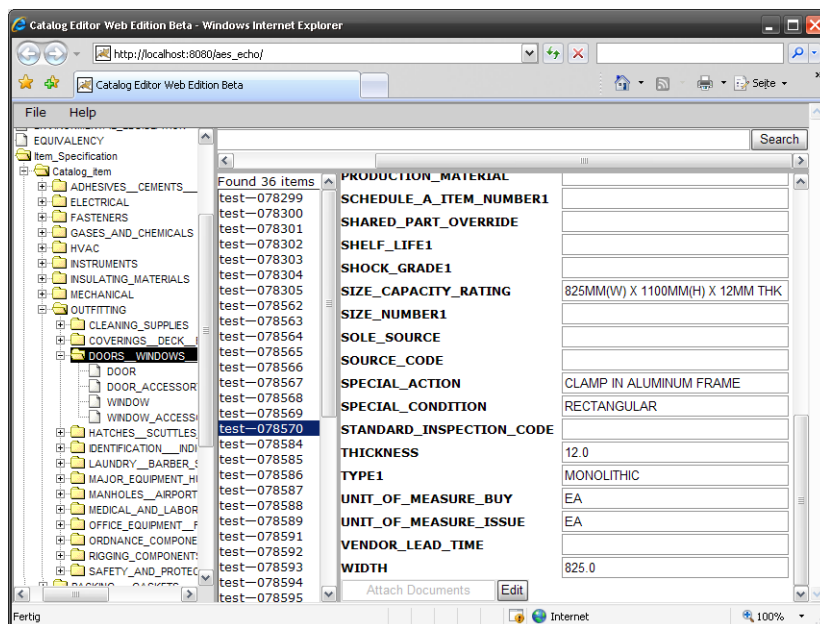 Catalog Editor Web Edition Beta - Windows Internet Explorer
http://localhost:8080/aes_echo/
Catalog Editor Web Edition Beta
Seite
File Help
EQUIVALENCY
Item_Specification
Catalog_item
ADHESIVES__CEMENTS__
ELECTRICAL
FASTENERS
GASES_AND_CHEMICALS
HVAC
INSTRUMENTS
INSULATING_MATERIALS
MECHANICAL
OUTFITTING
CLEANING_SUPPLIES
COVERINGS__DECK__
DOORS__WINDOWS__
DOOR
DOOR_ACCESSOR
WINDOW
WINDOW_ACCESS
HATCHES__SCUTTLES
IDENTIFICATION__INDI
LAUNDRY__BARBER_S
MAJOR_EQUIPMENT_H
MANHOLES__AIRPORT
MEDICAL_AND_LABOR
OFFICE_EQUIPMENT__F
ORDNANCE_COMPONE
RIGGING_COMPONENT
SAFETY_AND_PROTEC
PACKING__GASKETS
Search
Found 36 items
test—078299
test—078300
test—078301
test—078302
test—078303
test—078304
test—078305
test—078562
test—078563
test—078564
test—078565
test—078566
test—078567
test—078568
test—078569
test—078570
test—078584
test—078585
test—078586
test—078587
test—078588
test—078589
test—078591
test—078592
test—078593
test—078594
test—078595
PRODUCTION_MATERIAL
SCHEDULE_A_ITEM_NUMBER1
SHARED_PART_OVERRIDE
SHELF_LIFE1
SHOCK_GRADE1
SIZE_CAPACITY_RATING 825MM(W) X 1100MM(H) X 12MM THK
SIZE_NUMBER1
SOLE_SOURCE
SOURCE_CODE
SPECIAL_ACTION CLAMP IN ALUMINUM FRAME
SPECIAL_CONDITION RECTANGULAR
STANDARD_INSPECTION_CODE
THICKNESS 12.0
TYPE1 MONOLITHIC
UNIT_OF_MEASURE_BUY EA
UNIT_OF_MEASURE_ISSUE EA
VENDOR_LEAD_TIME
WIDTH 825.0
Attach Documents Edit
Fertig Internet 100%